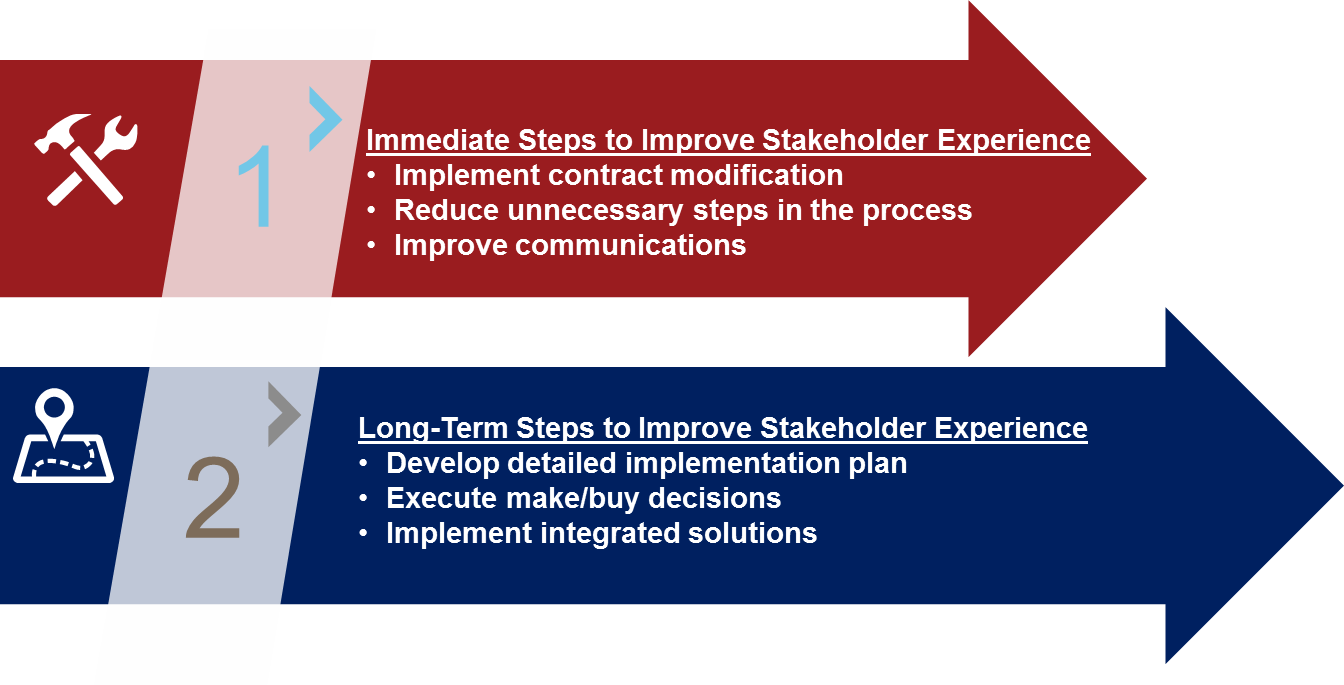 1
Immediate Steps to Improve Stakeholder Experience
• Implement contract modification
• Reduce unnecessary steps in the process
• Improve communications
2
Long-Term Steps to Improve Stakeholder Experience
• Develop detailed implementation plan
• Execute make/buy decisions
• Implement integrated solutions